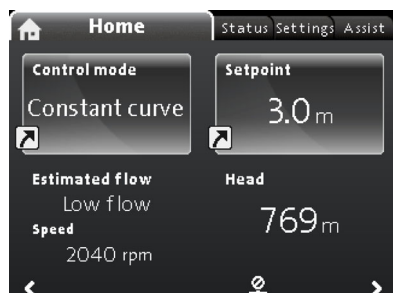 Home Status Settings Assist
Control mode
Constant curve
Setpoint
3.0 m
Estimated flow
Low flow
Speed
2040 rpm
Head
769 m